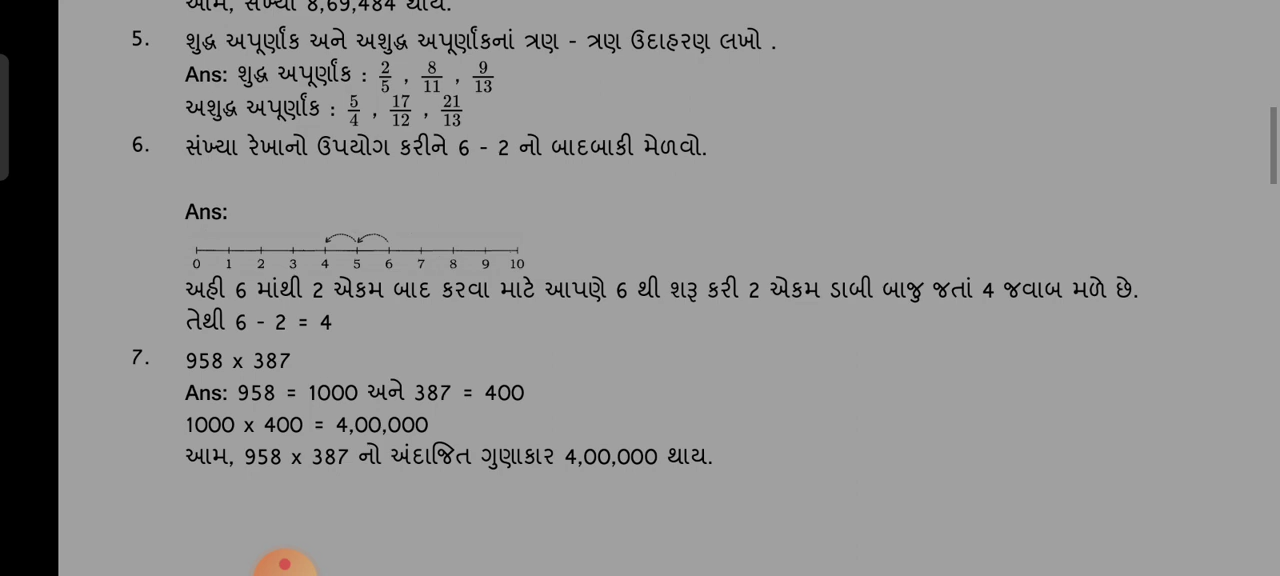 આમ, સંખ્યા 8,69,484 થાય.
5. શુદ્ધ અપૂર્ણાંક અને અશુદ્ધ અપૂર્ણાંકનાં ત્રણ - ત્રણ ઉદાહરણ લખો .
Ans: શુદ્ધ અપૂર્ણાંક : 2/5 , 8/11 , 9/13
અશુદ્ધ અપૂર્ણાંક : 5/4 , 17/12 , 21/13
6. સંખ્યા રેખાનો ઉપયોગ કરીને 6 - 2 નો બાદબાકી મેળવો.
Ans:
0 1 2 3 4 5 6 7 8 9 10
અહી 6 માંથી 2 એકમ બાદ કરવા માટે આપણે 6 થી શરૂ કરી 2 એકમ ડાબી બાજુ જતાં 4 જવાબ મળે છે.
તેથી 6 - 2 = 4
7. 958 x 387
Ans: 958 = 1000 અને 387 = 400
1000 x 400 = 4,00,000
આમ, 958 x 387 નો અંદાજિત ગુણાકાર 4,00,000 થાય.